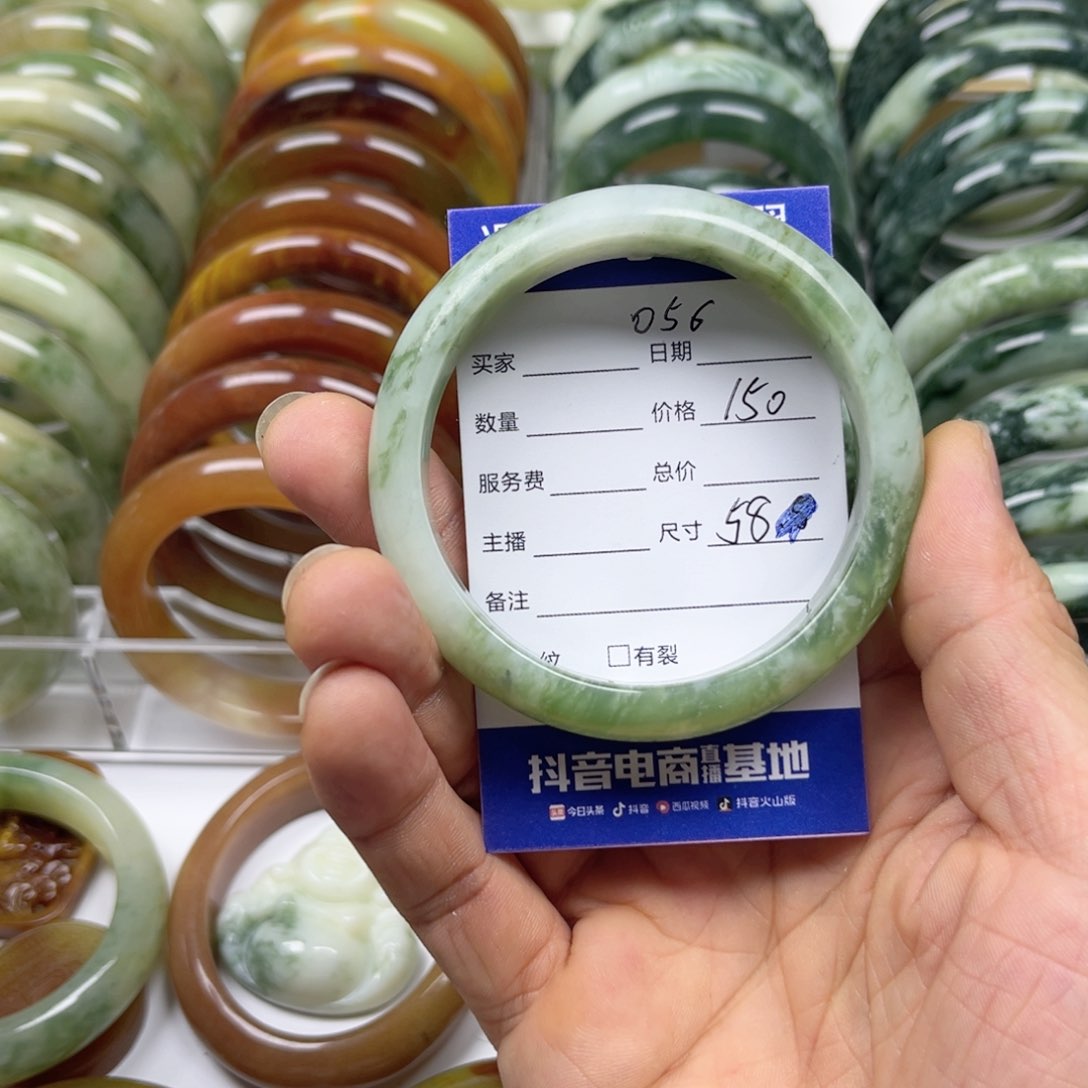 056
买家 日期
数量 价格 150
服务费 总价
主播 尺寸 58
备注
纹 □有裂
抖音电商直播基地
今日头条 抖音 西瓜视频 抖音火山版